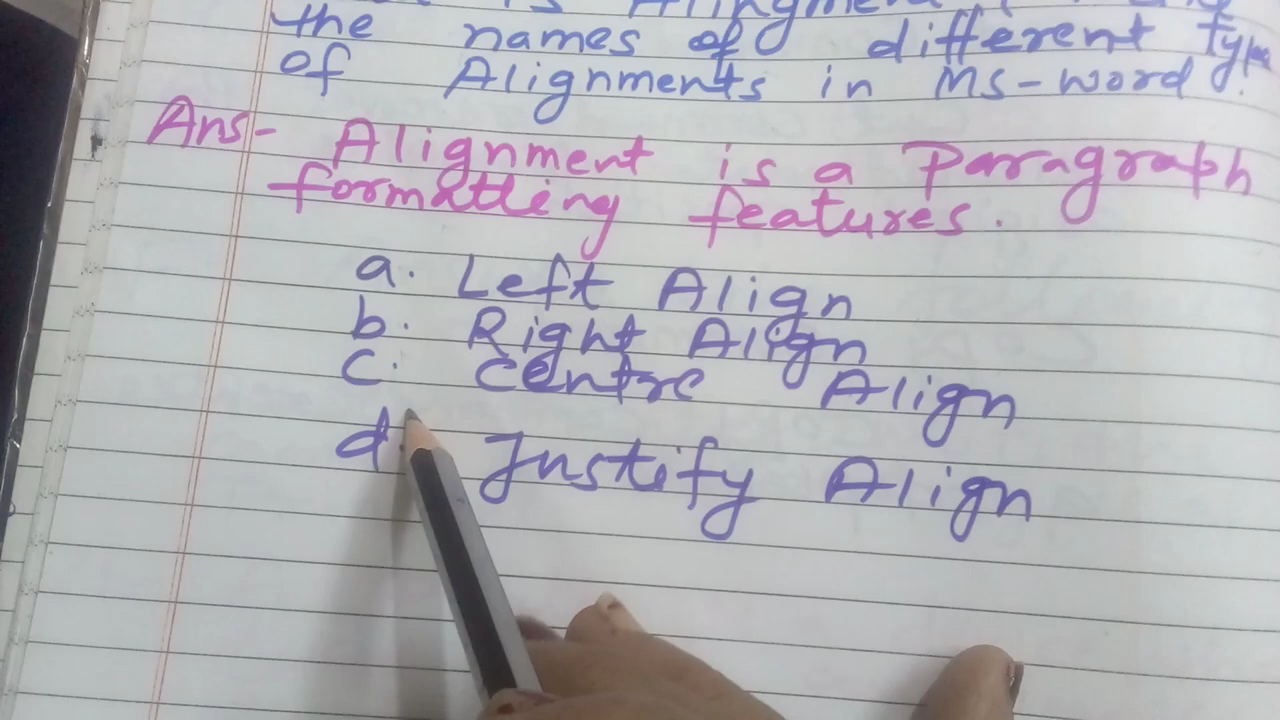 the names of different type
of Alignments in MS-word?
Ans- Alignment is a Paragraph
formatting features.
a. Left Align
b. Right Align
c. Centre Align
d. Justify Align